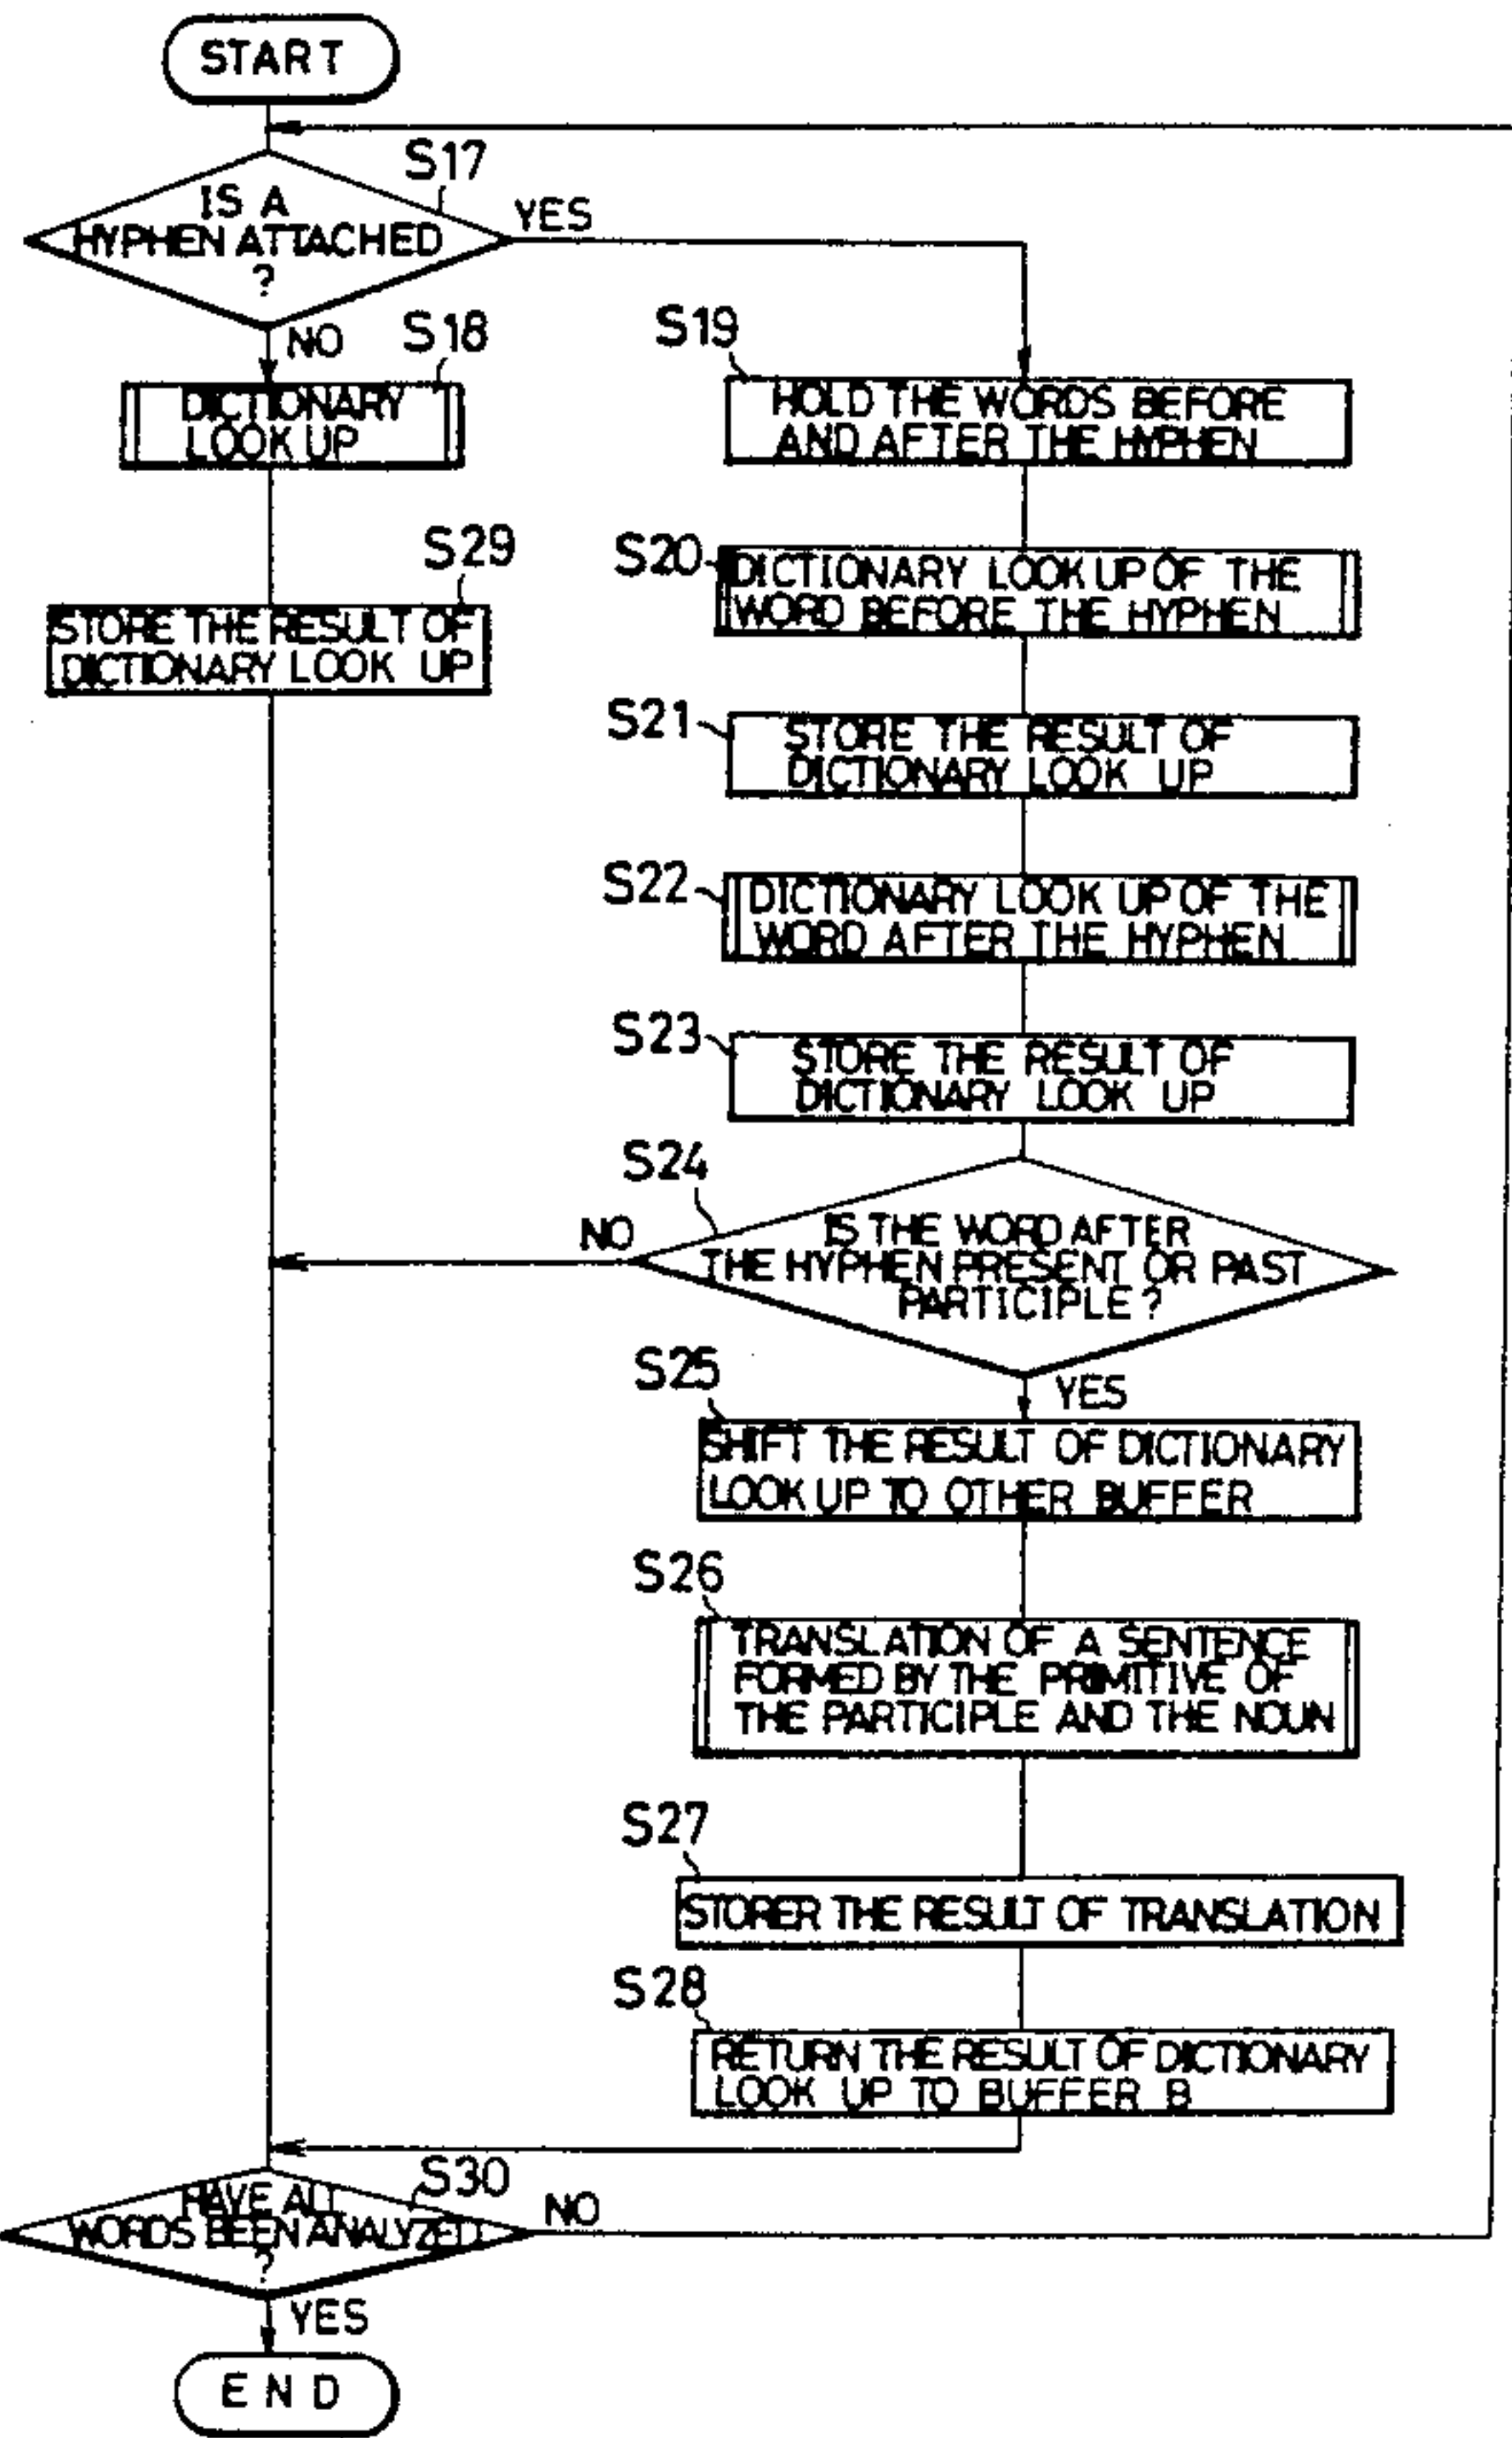 START
S17
IS A
HYPHEN ATTACHED
?
YES
NO
S18
DICTIONARY
LOOK UP
S29
STORE THE RESULT OF
DICTIONARY LOOK UP
S19
HOLD THE WORDS BEFORE
AND AFTER THE HYPHEN
S20
DICTIONARY LOOK UP OF THE
WORD BEFORE THE HYPHEN
S21
STORE THE RESULT OF
DICTIONARY LOOK UP
S22
DICTIONARY LOOK UP OF THE
WORD AFTER THE HYPHEN
S23
STORE THE RESULT OF
DICTIONARY LOOK UP
S24
NO
IS THE WORD AFTER
THE HYPHEN PRESENT OR PAST
PARTICIPLE?
YES
S25
SHIFT THE RESULT OF DICTIONARY
LOOK UP TO OTHER BUFFER
S26
TRANSLATION OF A SENTENCE
FORMED BY THE PRIMITIVE OF
THE PARTICIPLE AND THE NOUN
S27
STORER THE RESULT OF TRANSLATION
S28
RETURN THE RESULT OF DICTIONARY
LOOK UP TO BUFFER B
S30
HAVE ALL
WORDS BEEN ANALYZED
?
NO
YES
END